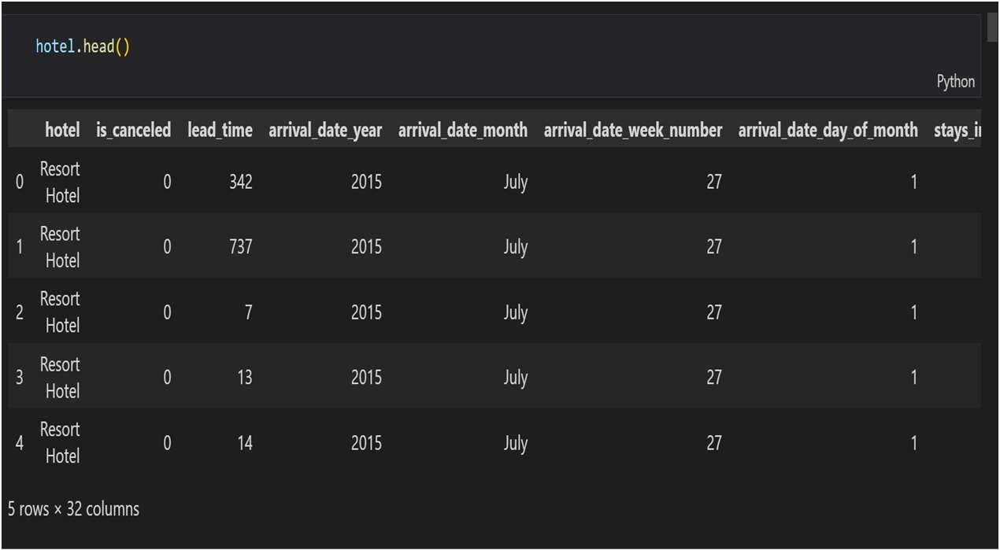 hotel.head()
Python
hotel is_canceled lead_time arrival_date_year arrival_date_month arrival_date_week_number arrival_date_day_of_month
0 Resort Hotel 0 342 2015 July 27 1
1 Resort Hotel 0 737 2015 July 27 1
2 Resort Hotel 0 7 2015 July 27 1
3 Resort Hotel 0 13 2015 July 27 1
4 Resort Hotel 0 14 2015 July 27 1
5 rows × 32 columns